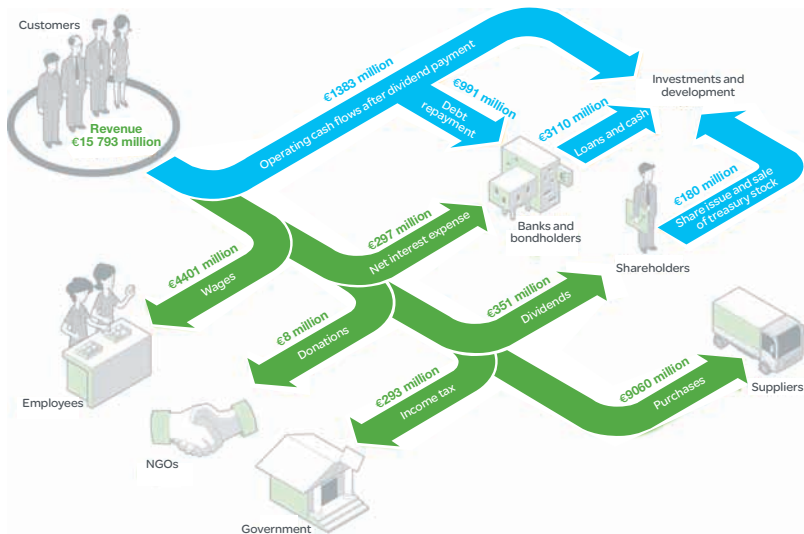 Customers
Revenue
€15 793 million
€1383 million
Operating cash flows after dividend payment
€991 million
Debt
repayment
€3110 million
Loans and cash
Investments and
development
€180 million
Share issue and sale
of treasury stock
Banks and
bondholders
Shareholders
€297 million
Net interest expense
€4401 million
Wages
€351 million
Dividends
€8 million
Donations
€293 million
Income tax
€9060 million
Purchases
Suppliers
Employees
NGOs
Government